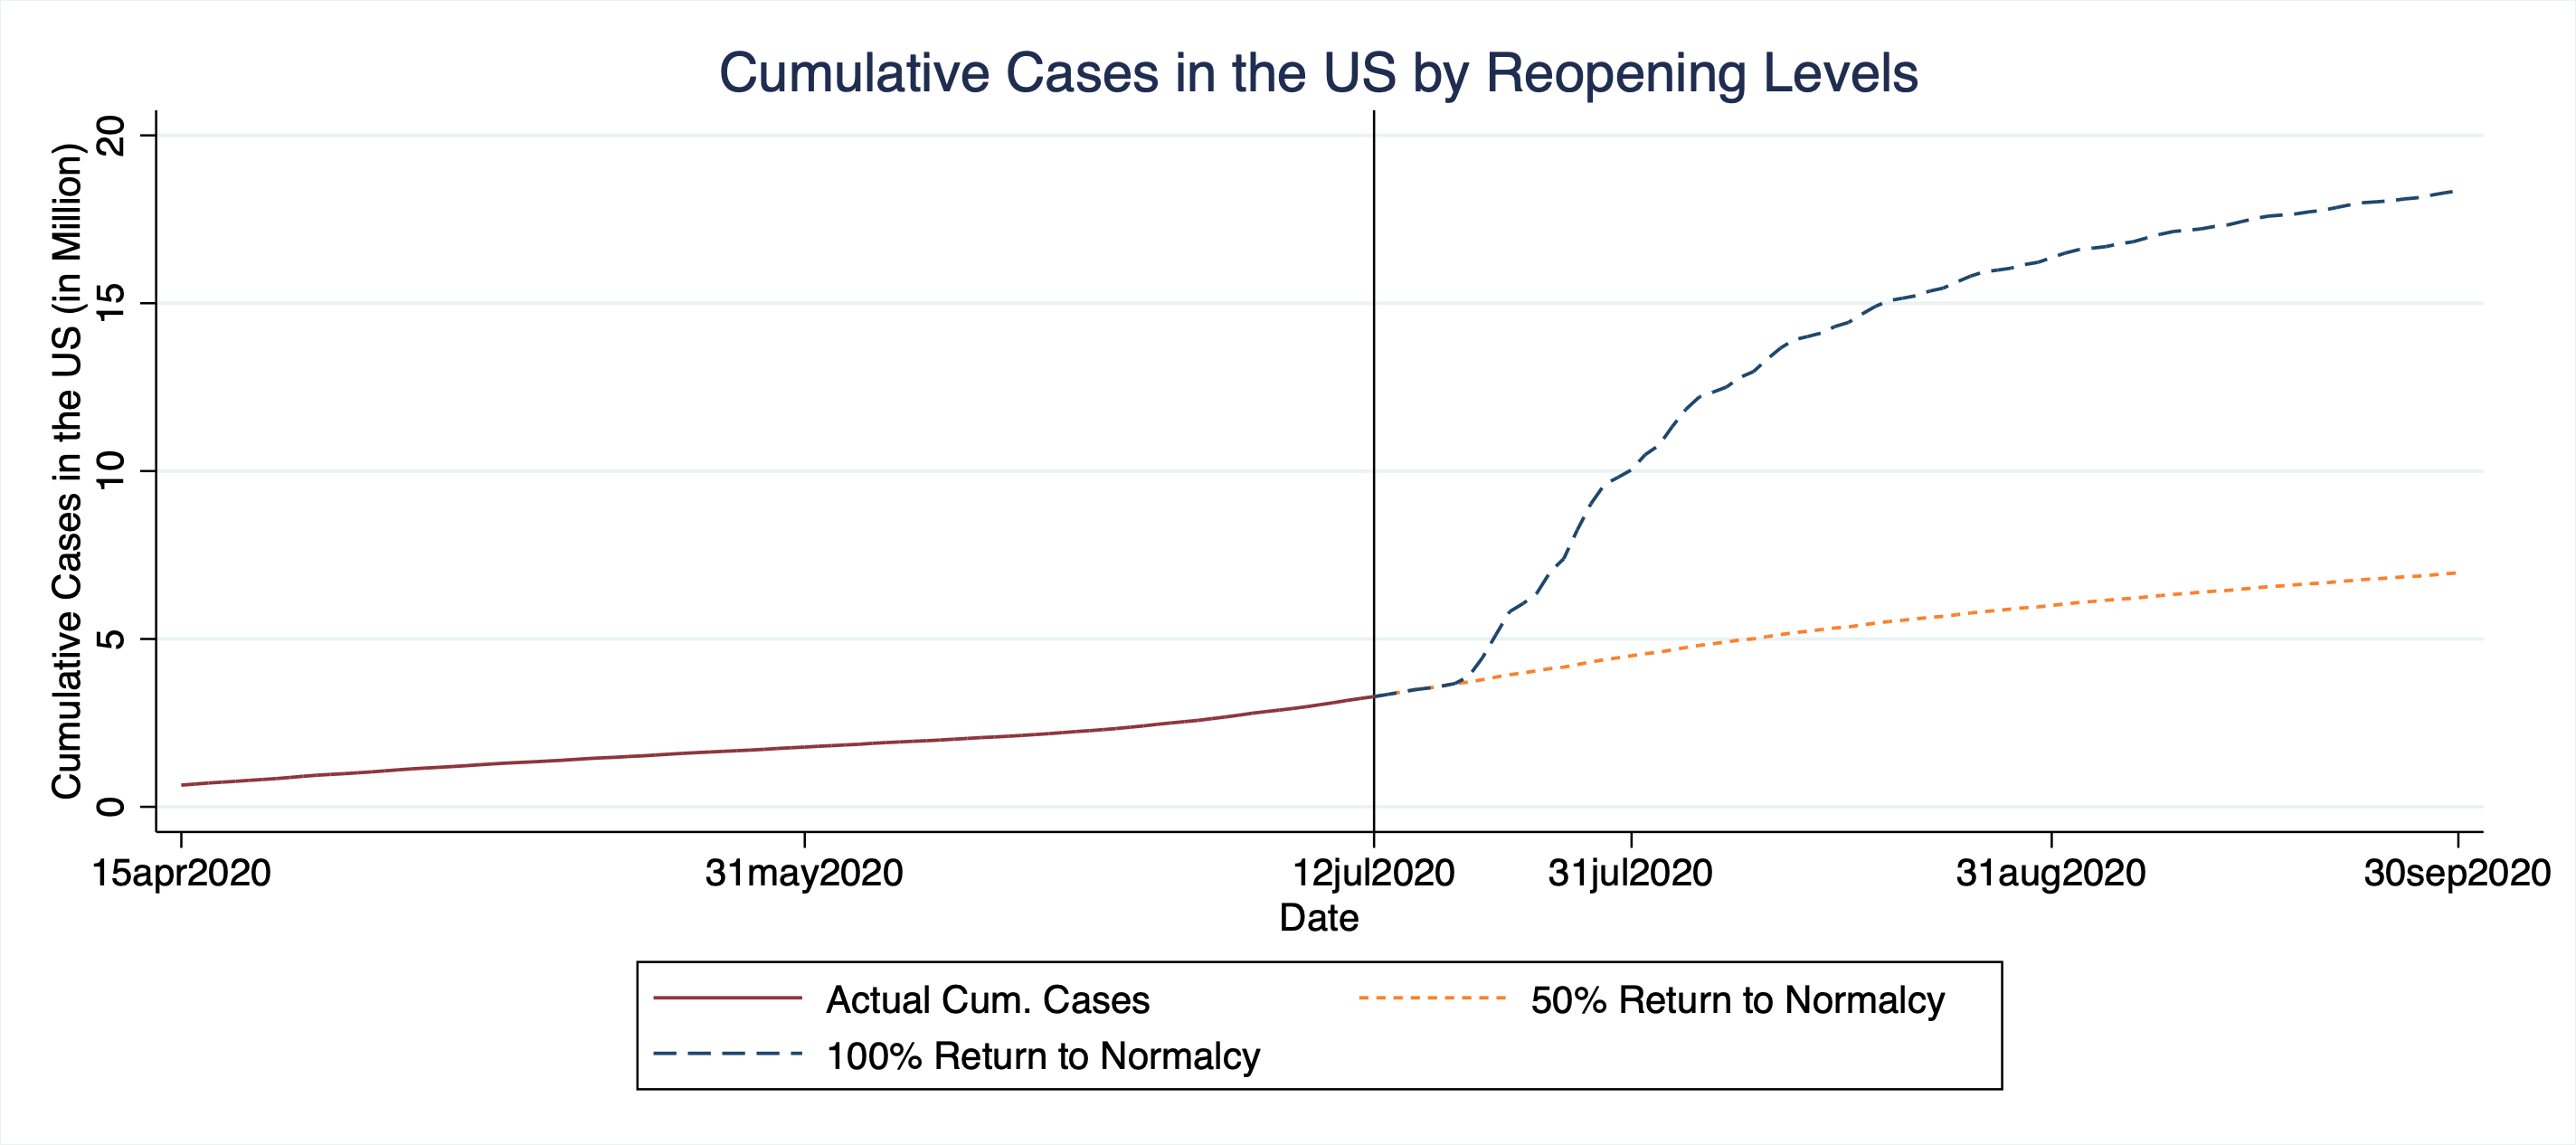 Cumulative Cases in the US by Reopening Levels
Cumulative Cases in the US (in Million)
20
15
10
5
0
15apr2020 31may2020 12jul2020 31jul2020 31aug2020 30sep2020
Date
Actual Cum. Cases 50% Return to Normalcy
100% Return to Normalcy